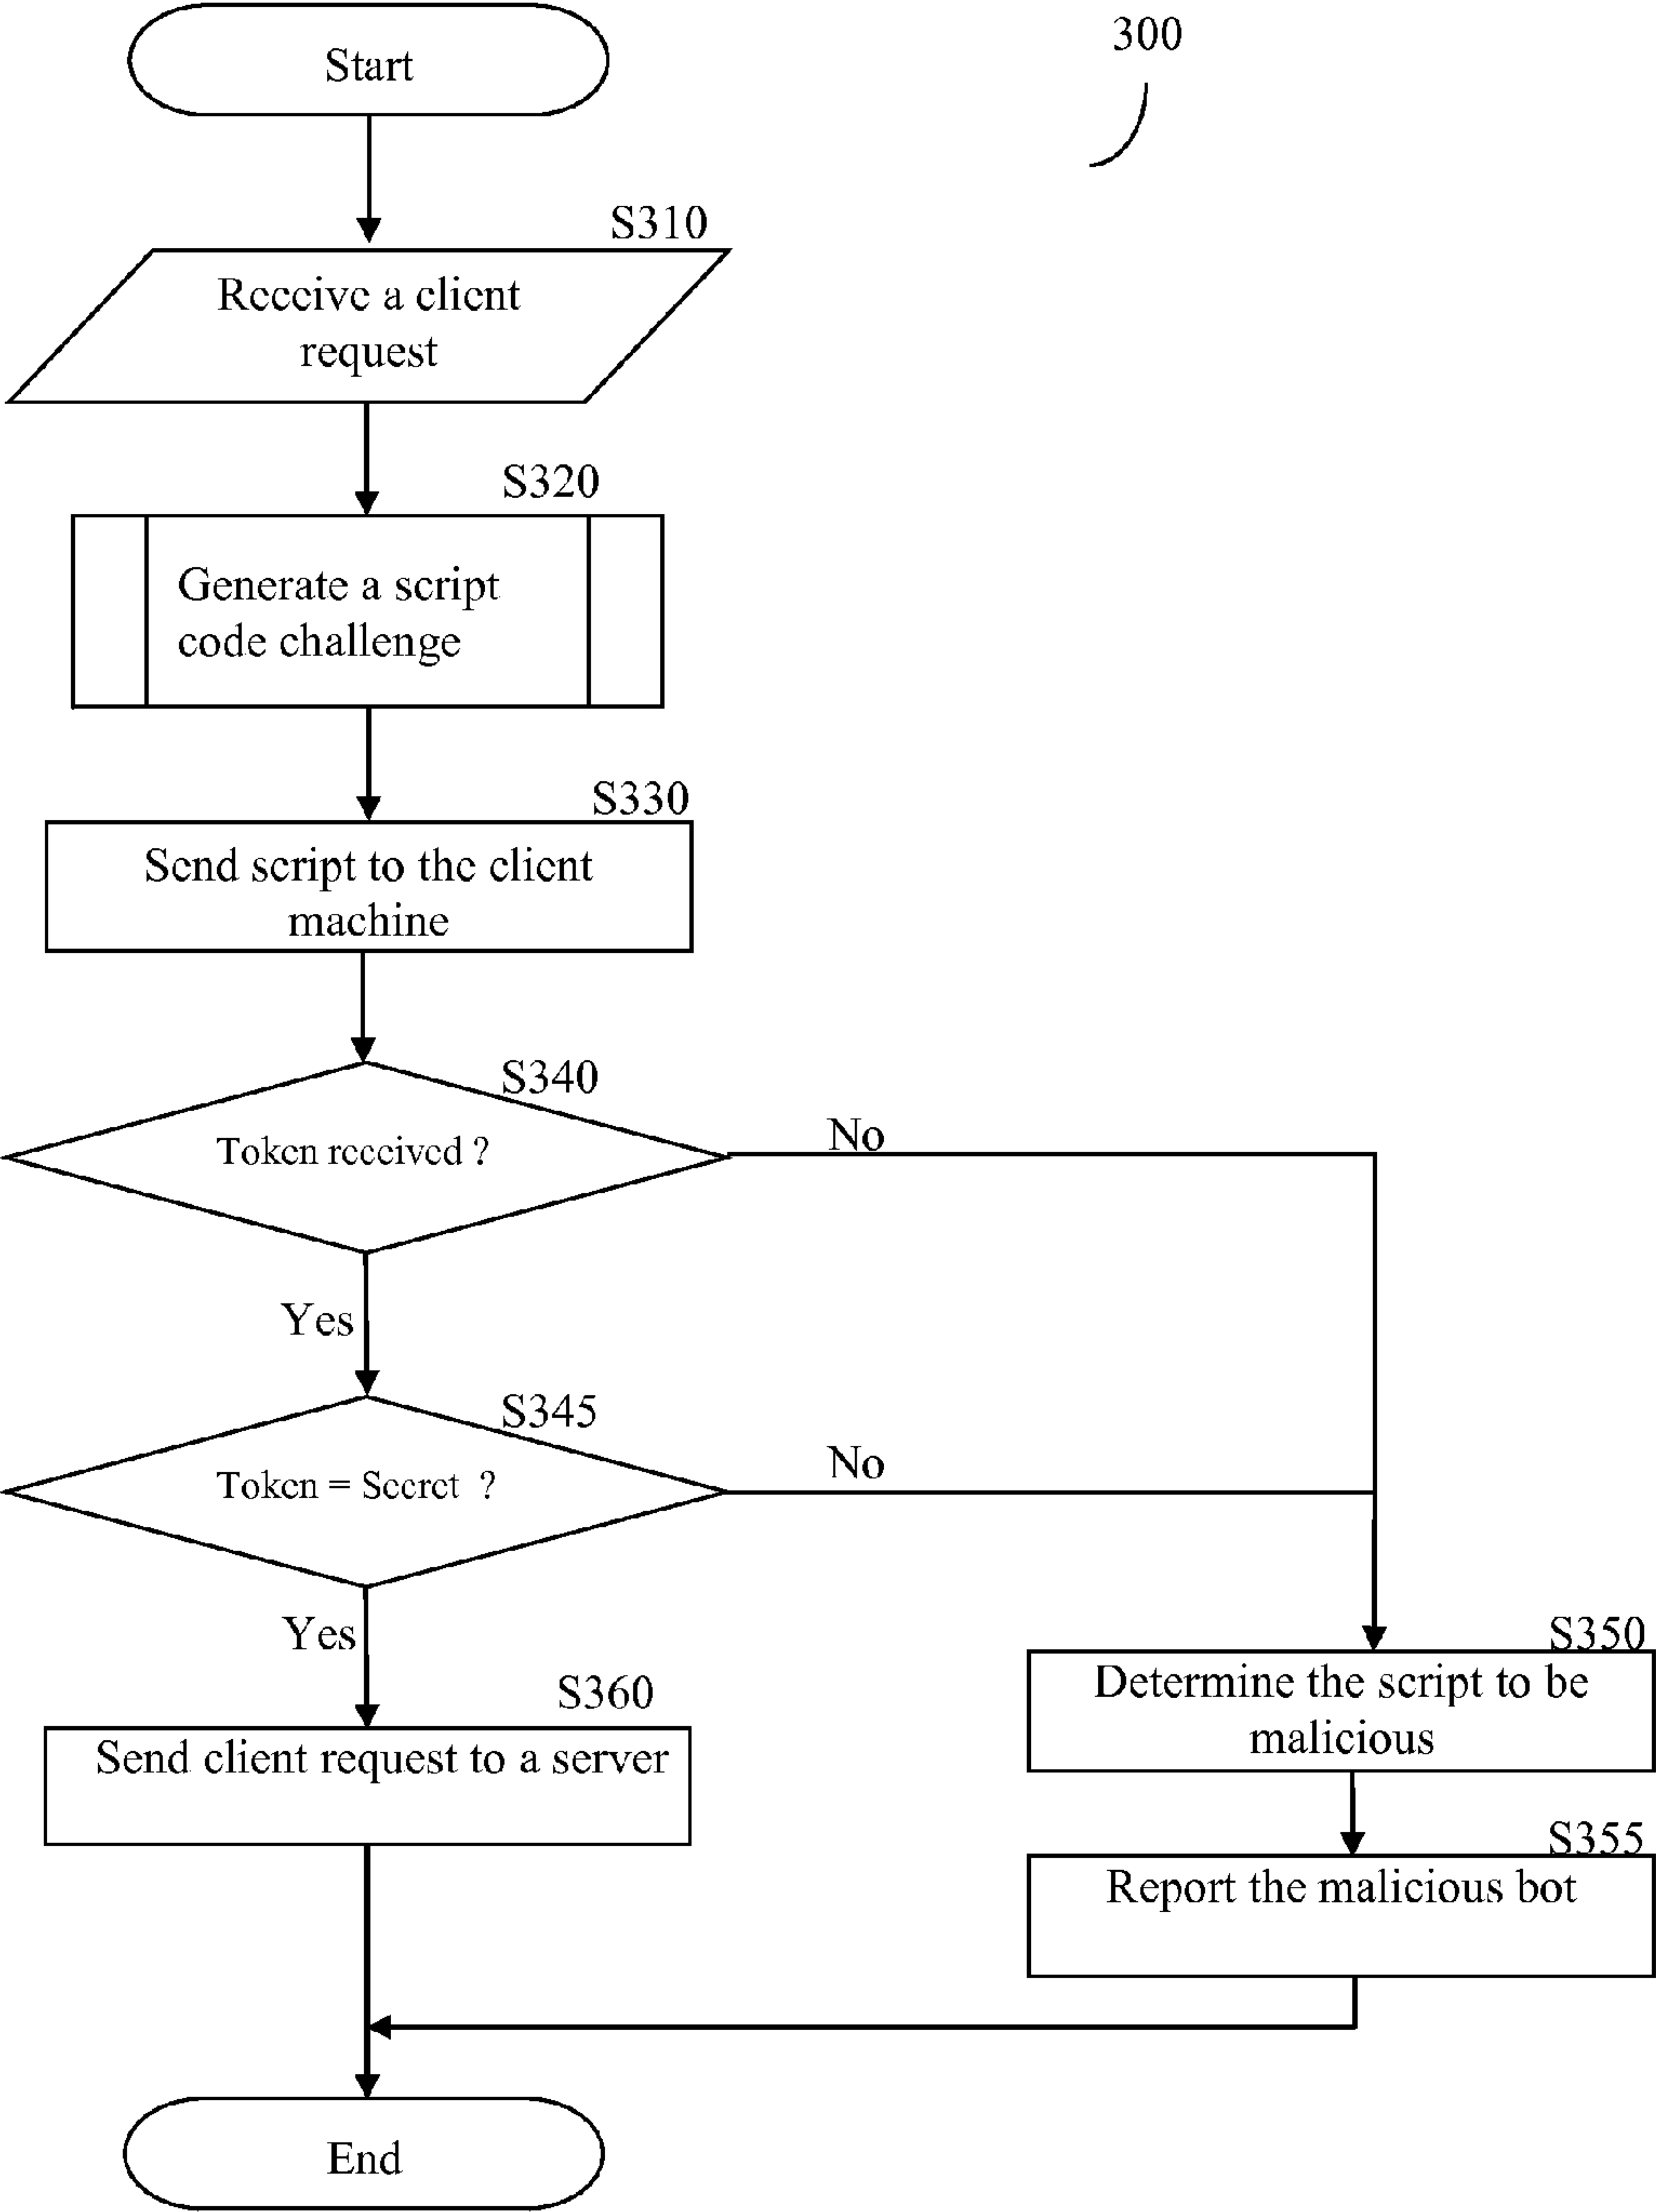 Start
300
S310
Receive a client
request
S320
Generate a script
code challenge
S330
Send script to the client
machine
S340
Token received ?
No
Yes
S345
Token = Secret ?
No
Yes
S360
Send client request to a server
S350
Determine the script to be
malicious
S355
Report the malicious bot
End